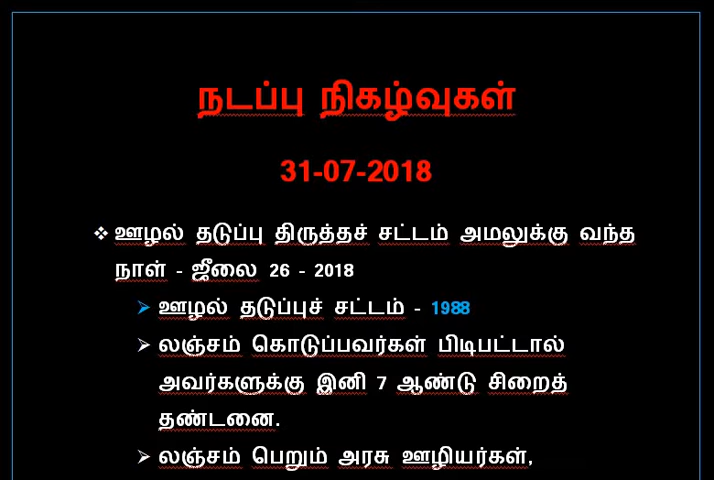 நடப்பு நிகழ்வுகள்
31-07-2018
❖ ஊழல் தடுப்பு திருத்தச் சட்டம் அமலுக்கு வந்த
நாள் - ஜீலை 26 - 2018
➢ ஊழல் தடுப்புச் சட்டம் - 1988
➢ லஞ்சம் கொடுப்பவர்கள் பிடிபட்டால்
அவர்களுக்கு இனி 7 ஆண்டு சிறைத்
தண்டனை.
➢ லஞ்சம் பெறும் அரசு ஊழியர்கள்,